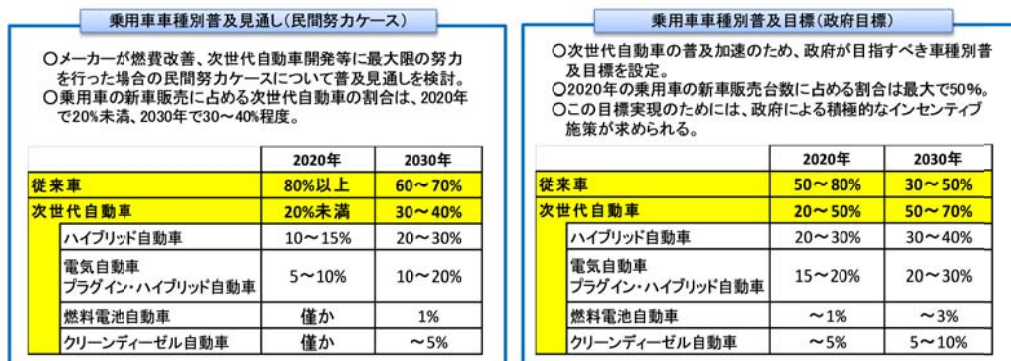 乗用車車種別普及見通し(民間努力ケース)
○メーカーが燃費改善、次世代自動車開発等に最大限の努力
を行った場合の民間努力ケースについて普及見通しを検討。
○乗用車の新車販売に占める次世代自動車の割合は、2020年
で20%未満、2030年で30～40%程度。
2020年 2030年
従来車 80%以上 60～70%
次世代自動車 20%未満 30～40%
ハイブリッド自動車 10～15% 20～30%
電気自動車
プラグイン・ハイブリッド自動車 5～10% 10～20%
燃料電池自動車 僅か 1%
クリーンディーゼル自動車 僅か ～5%
乗用車車種別普及目標(政府目標)
○次世代自動車の普及加速のため、政府が目指すべき車種別普
及目標を設定。
○2020年の乗用車の新車販売台数に占める割合は最大で50%。
○この目標実現のためには、政府による積極的なインセンティブ
施策が求められる。
2020年 2030年
従来車 50～80% 30～50%
次世代自動車 20～50% 50～70%
ハイブリッド自動車 20～30% 30～40%
電気自動車
プラグイン・ハイブリッド自動車 15～20% 20～30%
燃料電池自動車 ～1% ～3%
クリーンディーゼル自動車 ～5% 5～10%